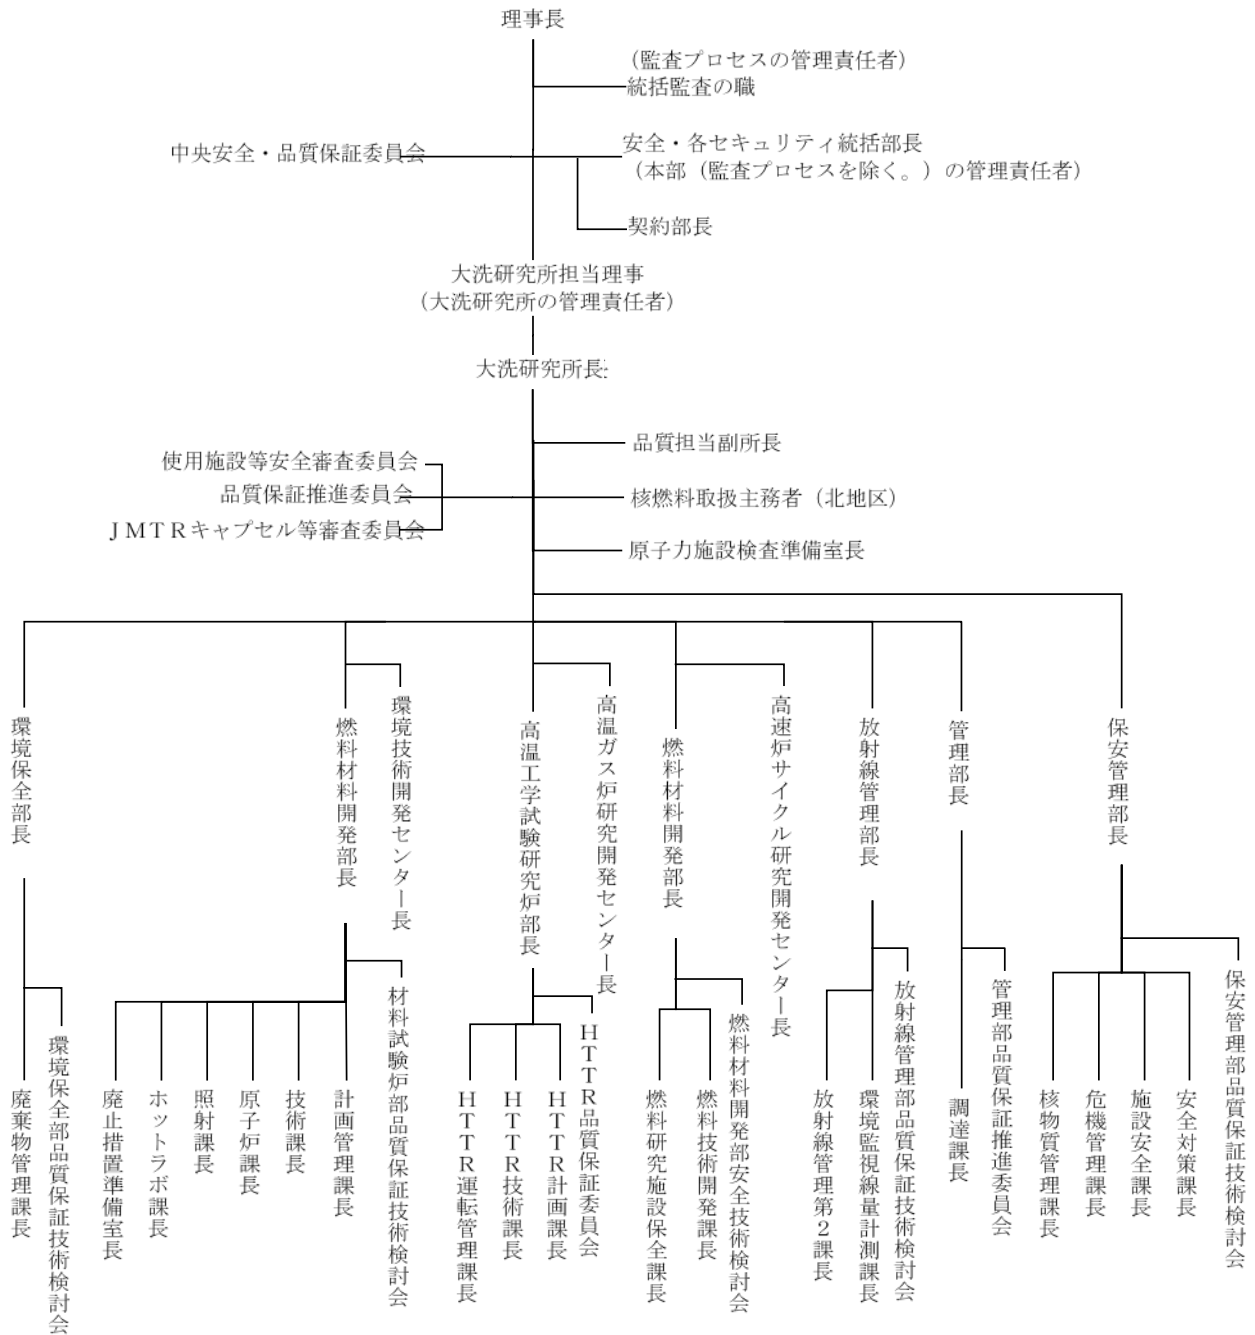 理事長
（監査プロセスの管理責任者）
統括監査の職
中央安全・品質保証委員会
安全・各セキュリティ統括部長
（本部（監査プロセスを除く。）の管理責任者）
契約部長
大洗研究所担当理事
（大洗研究所の管理責任者）
大洗研究所長
品質担当副所長
使用施設等安全審査委員会
品質保証推進委員会
核燃料取扱主務者（北地区）
ＪＭＴＲキャプセル等審査委員会
原子力施設検査準備室長
環境保全部長
燃料材料開発部長
環境技術開発センター長
高温工学試験研究炉部長
高温ガス炉研究開発センター長
燃料材料開発部長
高速炉サイクル研究開発センター長
放射線管理部長
管理部長
保安管理部長
廃棄物管理課長
環境保全部品質保証技術検討会
廃止措置準備室長
ホットラボ課長
照射課長
原子炉課長
技術課長
計画管理課長
材料試験炉部品質保証技術検討会
ＨＴＴＲ運転管理課長
ＨＴＴＲ技術課長
ＨＴＴＲ計画課長
ＨＴＴＲ品質保証委員会
燃料研究施設保全課長
燃料技術開発課長
燃料材料開発部安全技術検討会
放射線管理第２課長
環境監視線量計測課長
放射線管理部品質保証技術検討会
調達課長
管理部品質保証推進委員会
核物質管理課長
危機管理課長
施設安全課長
安全対策課長
保安管理部品質保証技術検討会